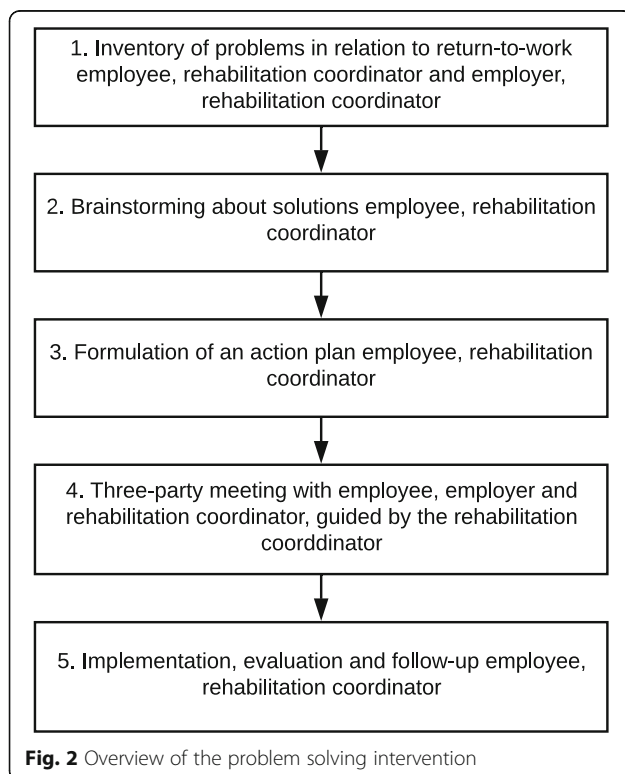 1. Inventory of problems in relation to return-to-work
employee, rehabilitation coordinator and employer,
rehabilitation coordinator
2. Brainstorming about solutions employee, rehabilitation
coordinator
3. Formulation of an action plan employee, rehabilitation
coordinator
4. Three-party meeting with employee, employer and
rehabilitation coordinator, guided by the rehabilitation
coorddinator
5. Implementation, evaluation and follow-up employee,
rehabilitation coordinator
Fig. 2 Overview of the problem solving intervention